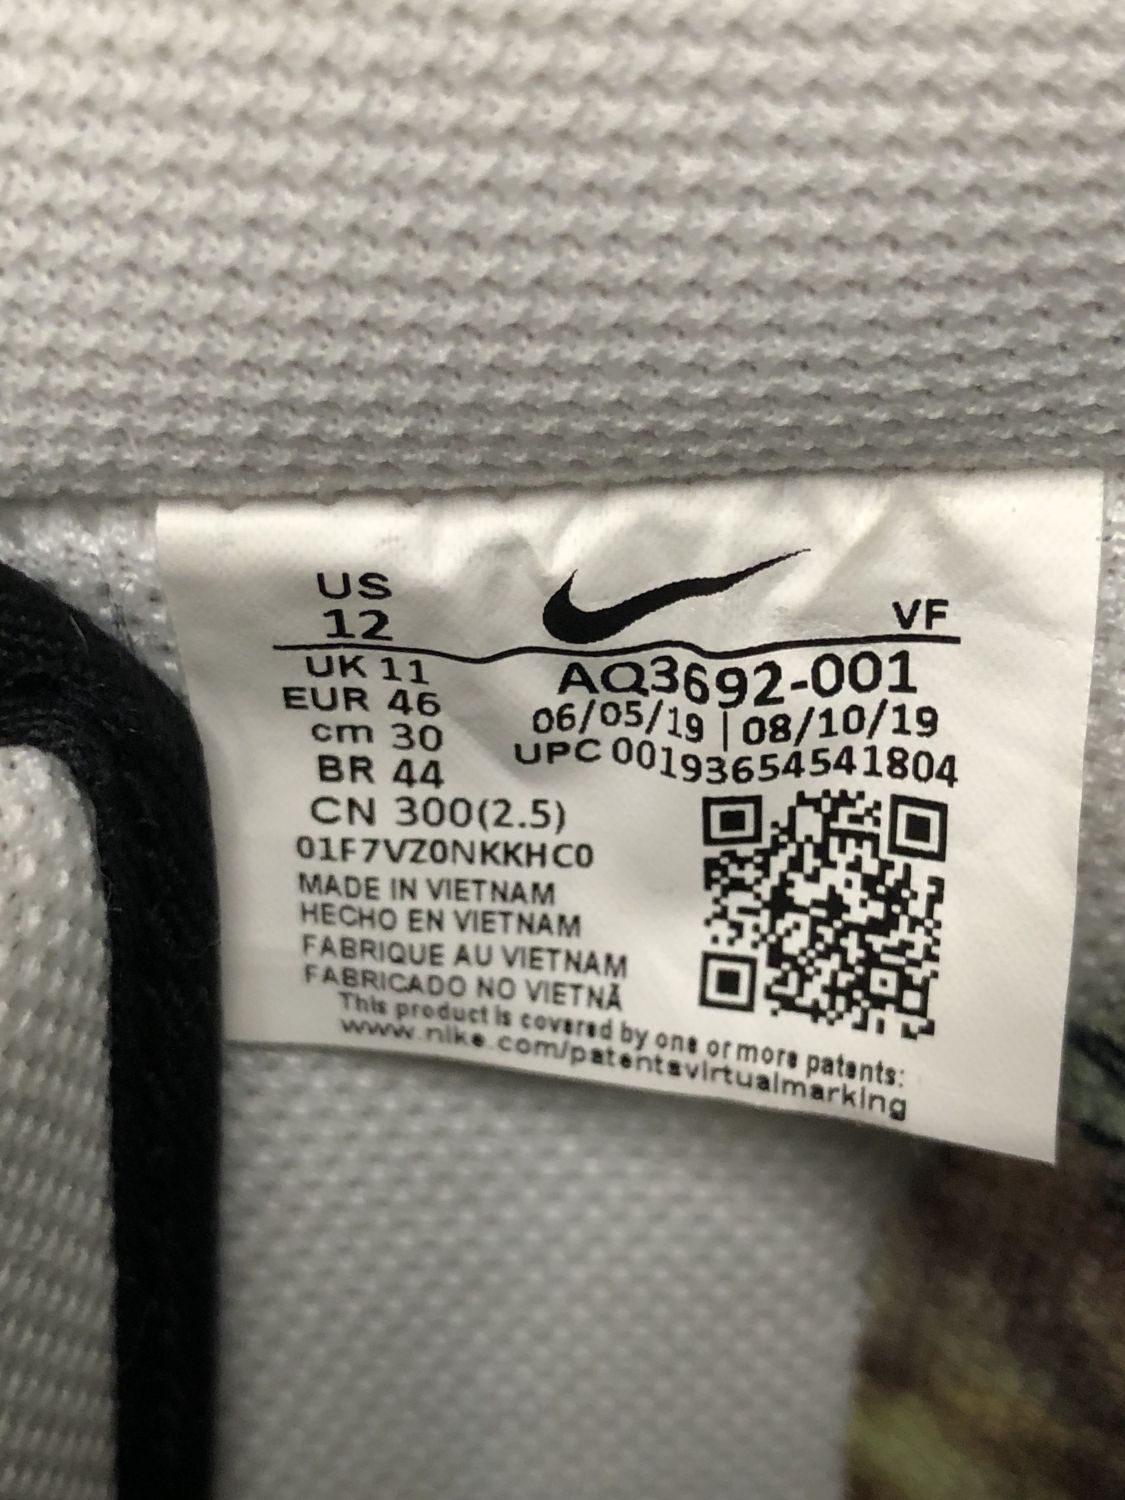 US
12
VF
UK 11
EUR 46
cm 30
BR 44
CN 300(2.5)
AQ3692-001
06/05/19 | 08/10/19
UPC 00193654541804
01F7VZ0NKKHC0
MADE IN VIETNAM
HECHO EN VIETNAM
FABRIQUE AU VIETNAM
FABRICADO NO VIETNÃ
This product is covered by one or more patents:
www.nike.com/patentsvirtualmarking